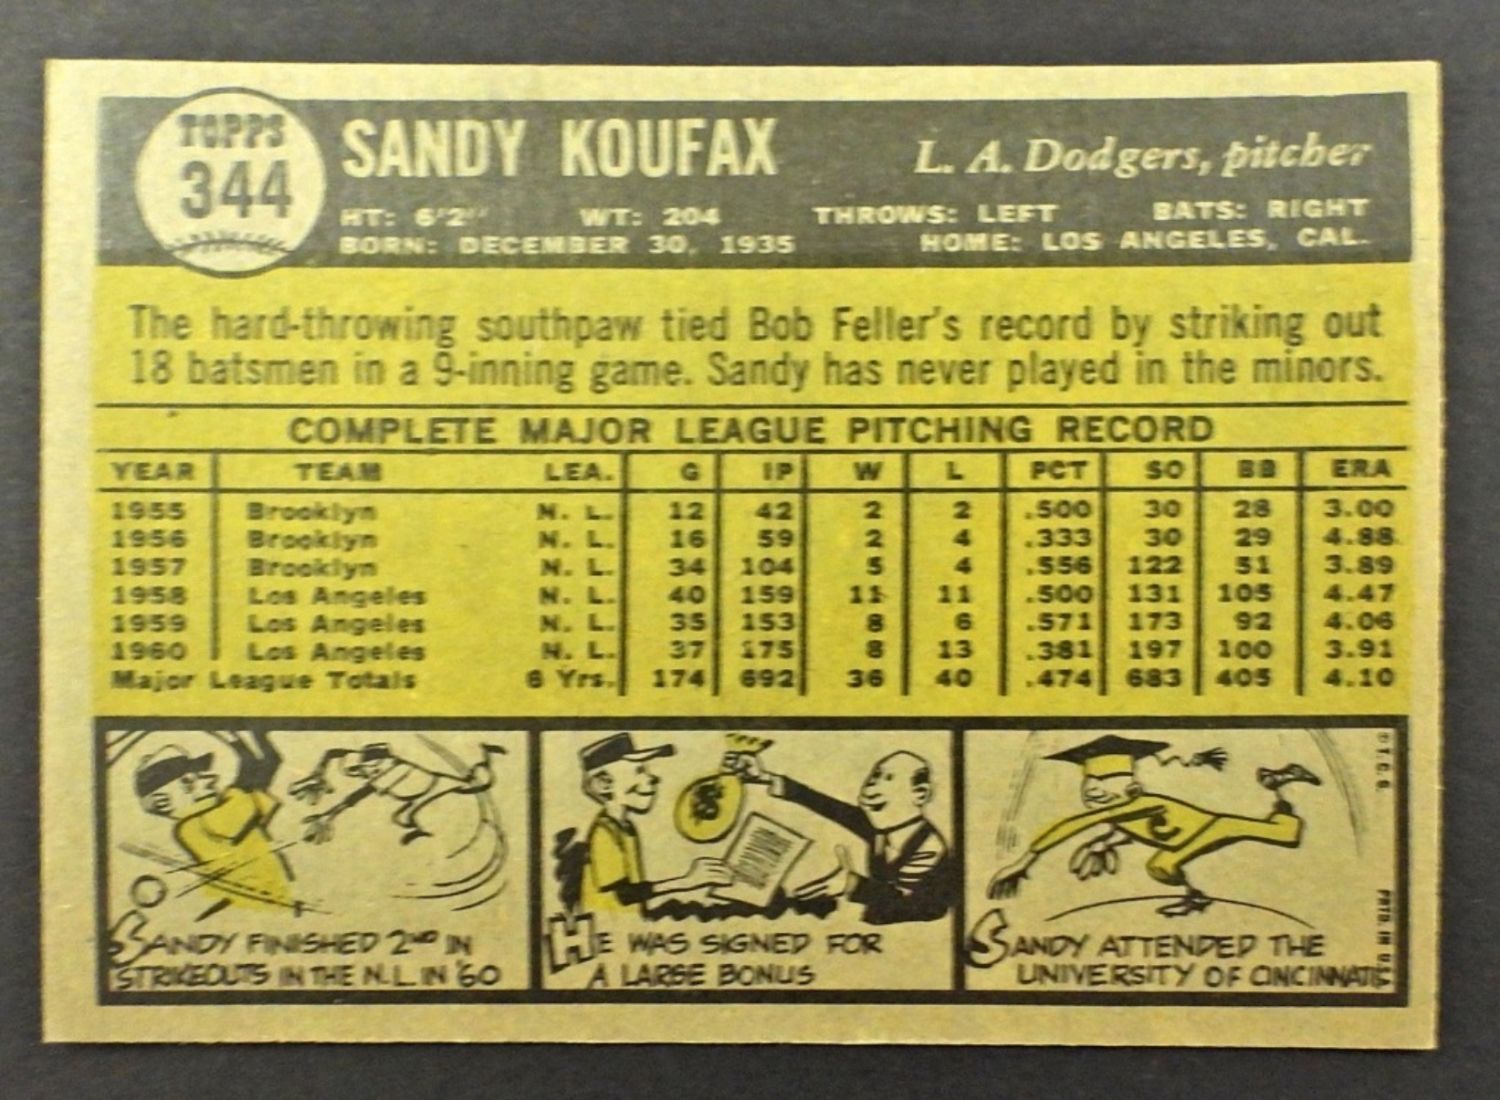 TOPPS
344
SANDY KOUFAX
L. A. Dodgers, pitcher
HT: 6'2" WT: 204 THROWS: LEFT BATS: RIGHT
BORN: DECEMBER 30, 1935 HOME: LOS ANGELES, CAL.
The hard-throwing southpaw tied Bob Feller's record by striking out
18 batsmen in a 9-inning game. Sandy has never played in the minors.
COMPLETE MAJOR LEAGUE PITCHING RECORD
YEAR TEAM LEA. G IP W L PCT SO BB ERA
1955 Brooklyn N. L. 12 42 2 2 .500 30 28 3.00
1956 Brooklyn N. L. 16 59 2 4 .333 30 29 4.88
1957 Brooklyn N. L. 34 104 5 4 .556 122 51 3.89
1958 Los Angeles N. L. 40 159 11 11 .500 131 105 4.47
1959 Los Angeles N. L. 35 153 8 6 .571 173 92 4.06
1960 Los Angeles N. L. 37 175 8 13 .381 197 100 3.91
Major League Totals 6 Yrs. 174 692 36 40 .474 683 405 4.10
SANDY FINISHED 2ND IN
STRIKEOUTS IN THE N.L. IN '60
HE WAS SIGNED FOR
A LARGE BONUS
SANDY ATTENDED THE
UNIVERSITY OF CINCINNATI
©T.C.G.
PRTD. IN U.